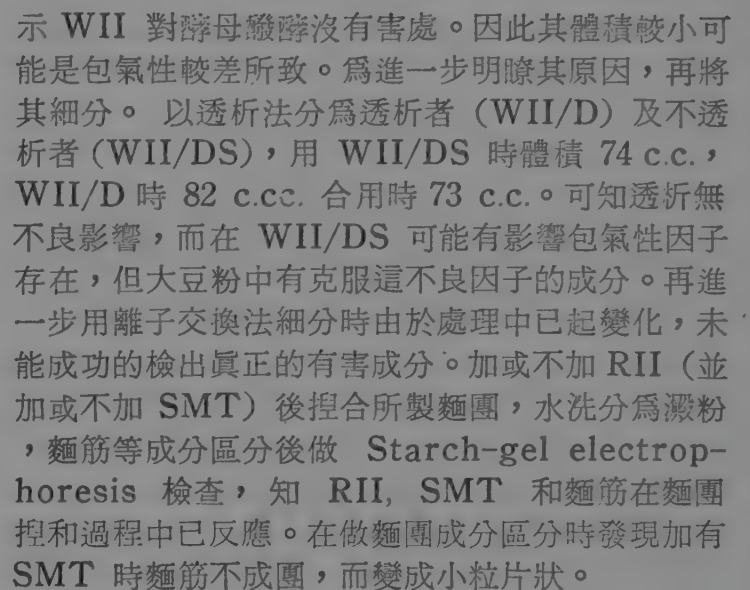 示 WII 對酵母醱酵沒有害處。因此其體積較小可
能是包氣性較差所致。爲進一步明瞭其原因，再將
其細分。 以透析法分爲透析者 (WII/D) 及不透
析者 (WII/DS)，用 WII/DS 時體積 74 c.c.，
WII/D 時 82 c.cc. 合用時 73 c.c.。可知透析無
不良影響，而在 WII/DS 可能有影響包氣性因子
存在，但大豆粉中有克服這不良因子的成分。再進
一步用離子交換法細分時由於處理中已起變化，未
能成功的檢出眞正的有害成分。加或不加 RII (並
加或不加 SMT) 後揑合所製麵團，水洗分爲澱粉
，麵筋等成分區分後做 Starch-gel electrop-
horesis 檢查，知 RII, SMT 和麵筋在麵團
揑和過程中已反應。在做麵團成分區分時發現加有
SMT 時麵筋不成團，而變成小粒片狀。